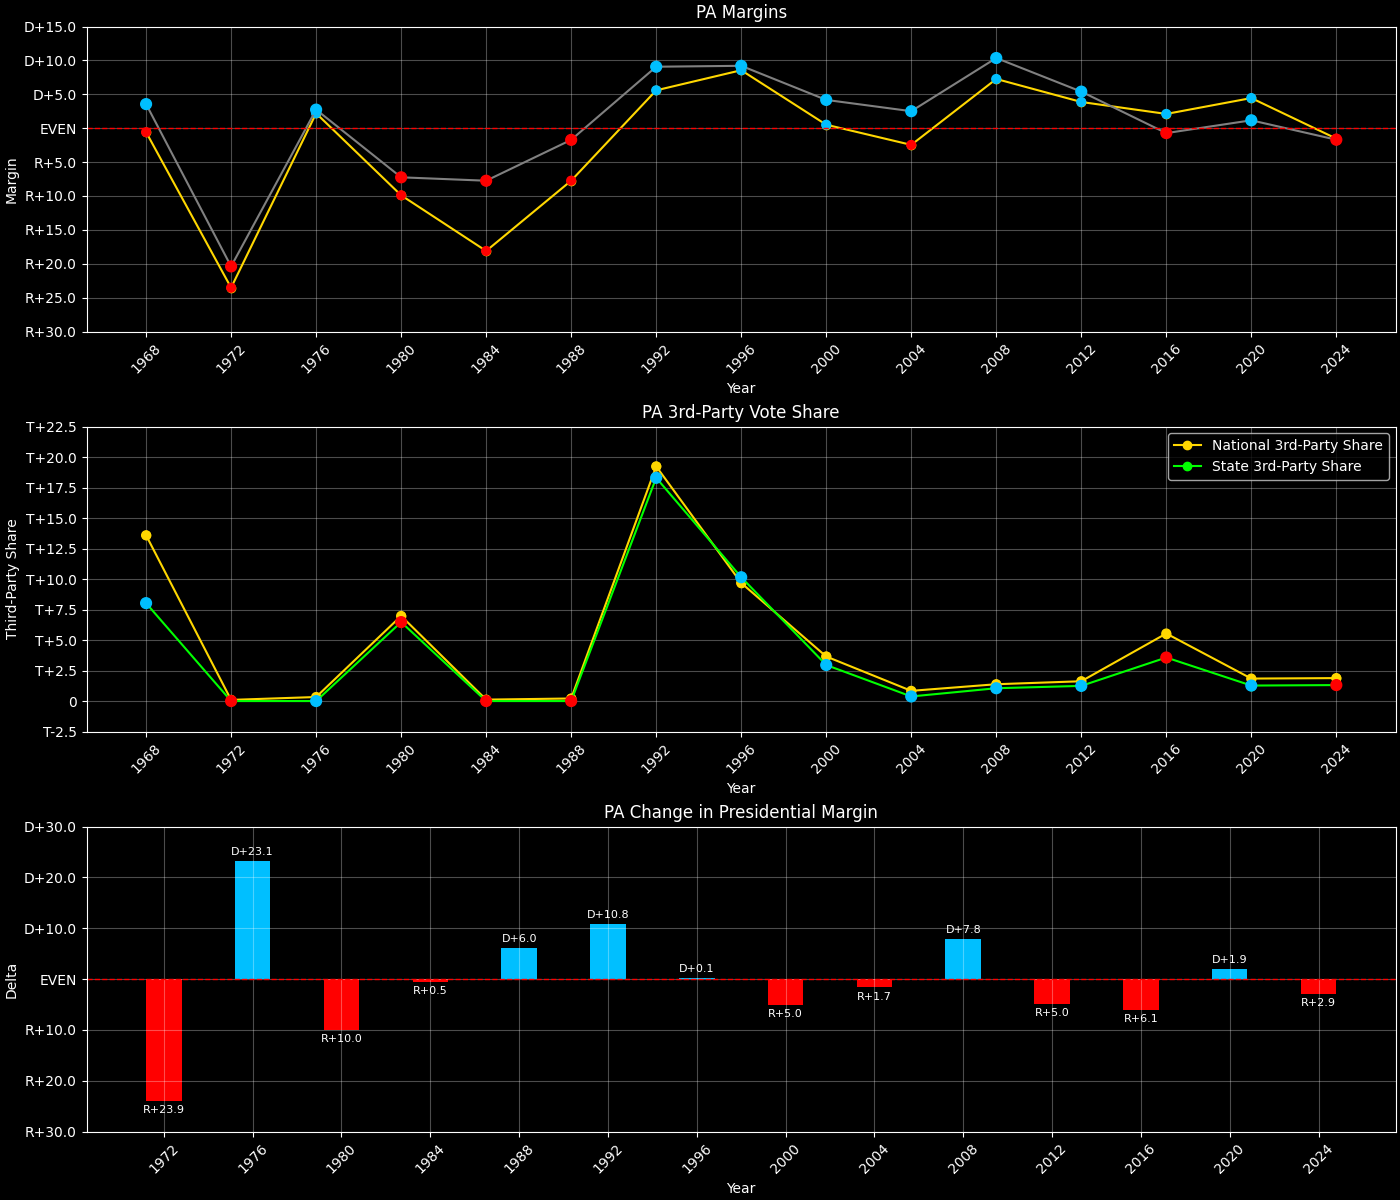 PA Margins
D+15.0
D+10.0
D+5.0
EVEN
R+5.0
R+10.0
R+15.0
R+20.0
R+25.0
R+30.0
Margin
1968
1972
1976
1980
1984
1988
1992
1996
2000
2004
2008
2012
2016
2020
2024
Year
PA 3rd-Party Vote Share
T+22.5
T+20.0
T+17.5
T+15.0
T+12.5
T+10.0
T+7.5
T+5.0
T+2.5
0
T-2.5
Third-Party Share
National 3rd-Party Share
State 3rd-Party Share
1968
1972
1976
1980
1984
1988
1992
1996
2000
2004
2008
2012
2016
2020
2024
Year
PA Change in Presidential Margin
D+30.0
D+20.0
D+10.0
EVEN
R+10.0
R+20.0
R+30.0
Delta
R+23.9
D+23.1
R+10.0
R+0.5
D+6.0
D+10.8
D+0.1
R+5.0
R+1.7
D+7.8
R+5.0
R+6.1
D+1.9
R+2.9
1972
1976
1980
1984
1988
1992
1996
2000
2004
2008
2012
2016
2020
2024
Year